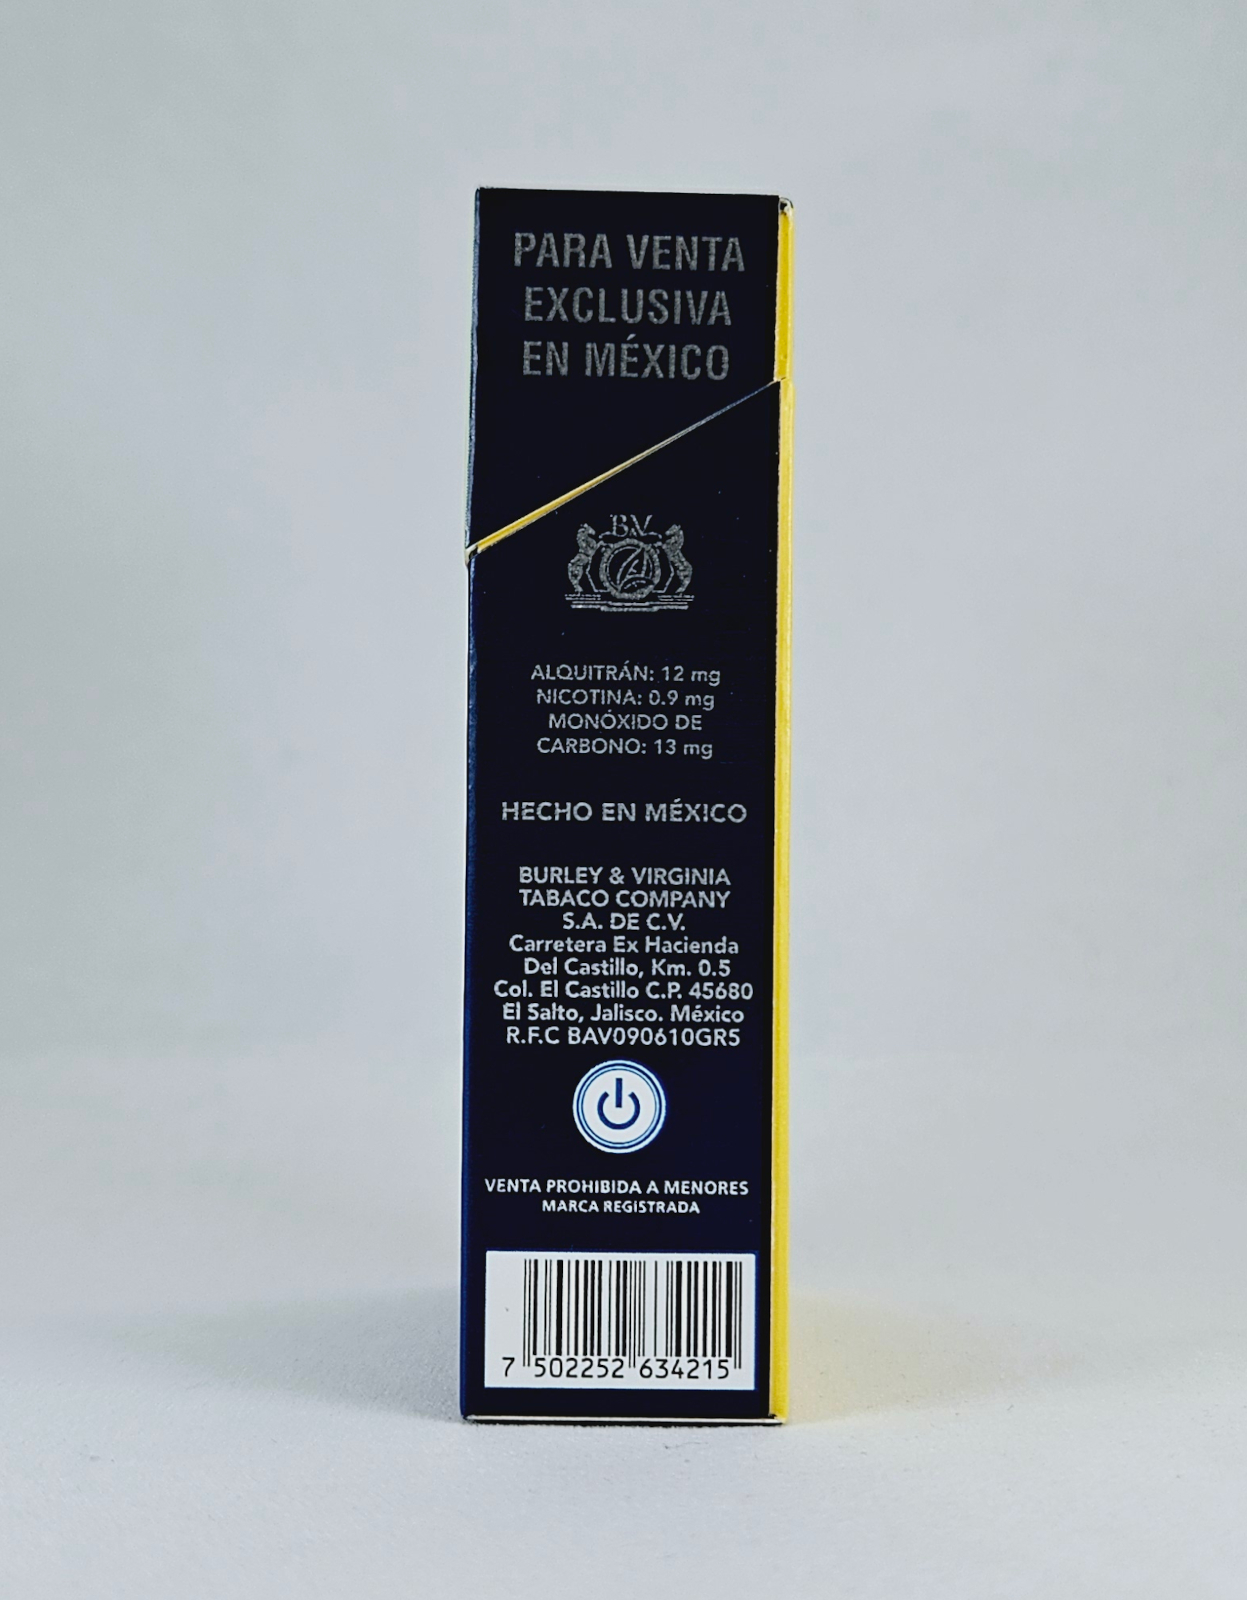 PARA VENTA
EXCLUSIVA
EN MÉXICO
B&V
ALQUITRÁN: 12 mg
NICOTINA: 0.9 mg
MONÓXIDO DE
CARBONO: 13 mg
HECHO EN MÉXICO
BURLEY & VIRGINIA
TABACO COMPANY
S.A. DE C.V.
Carretera Ex Hacienda
Del Castillo, Km. 0.5
Col. El Castillo C.P. 45680
El Salto, Jalisco. México
R.F.C BAV090610GR5
VENTA PROHIBIDA A MENORES
MARCA REGISTRADA
7 502252 634215